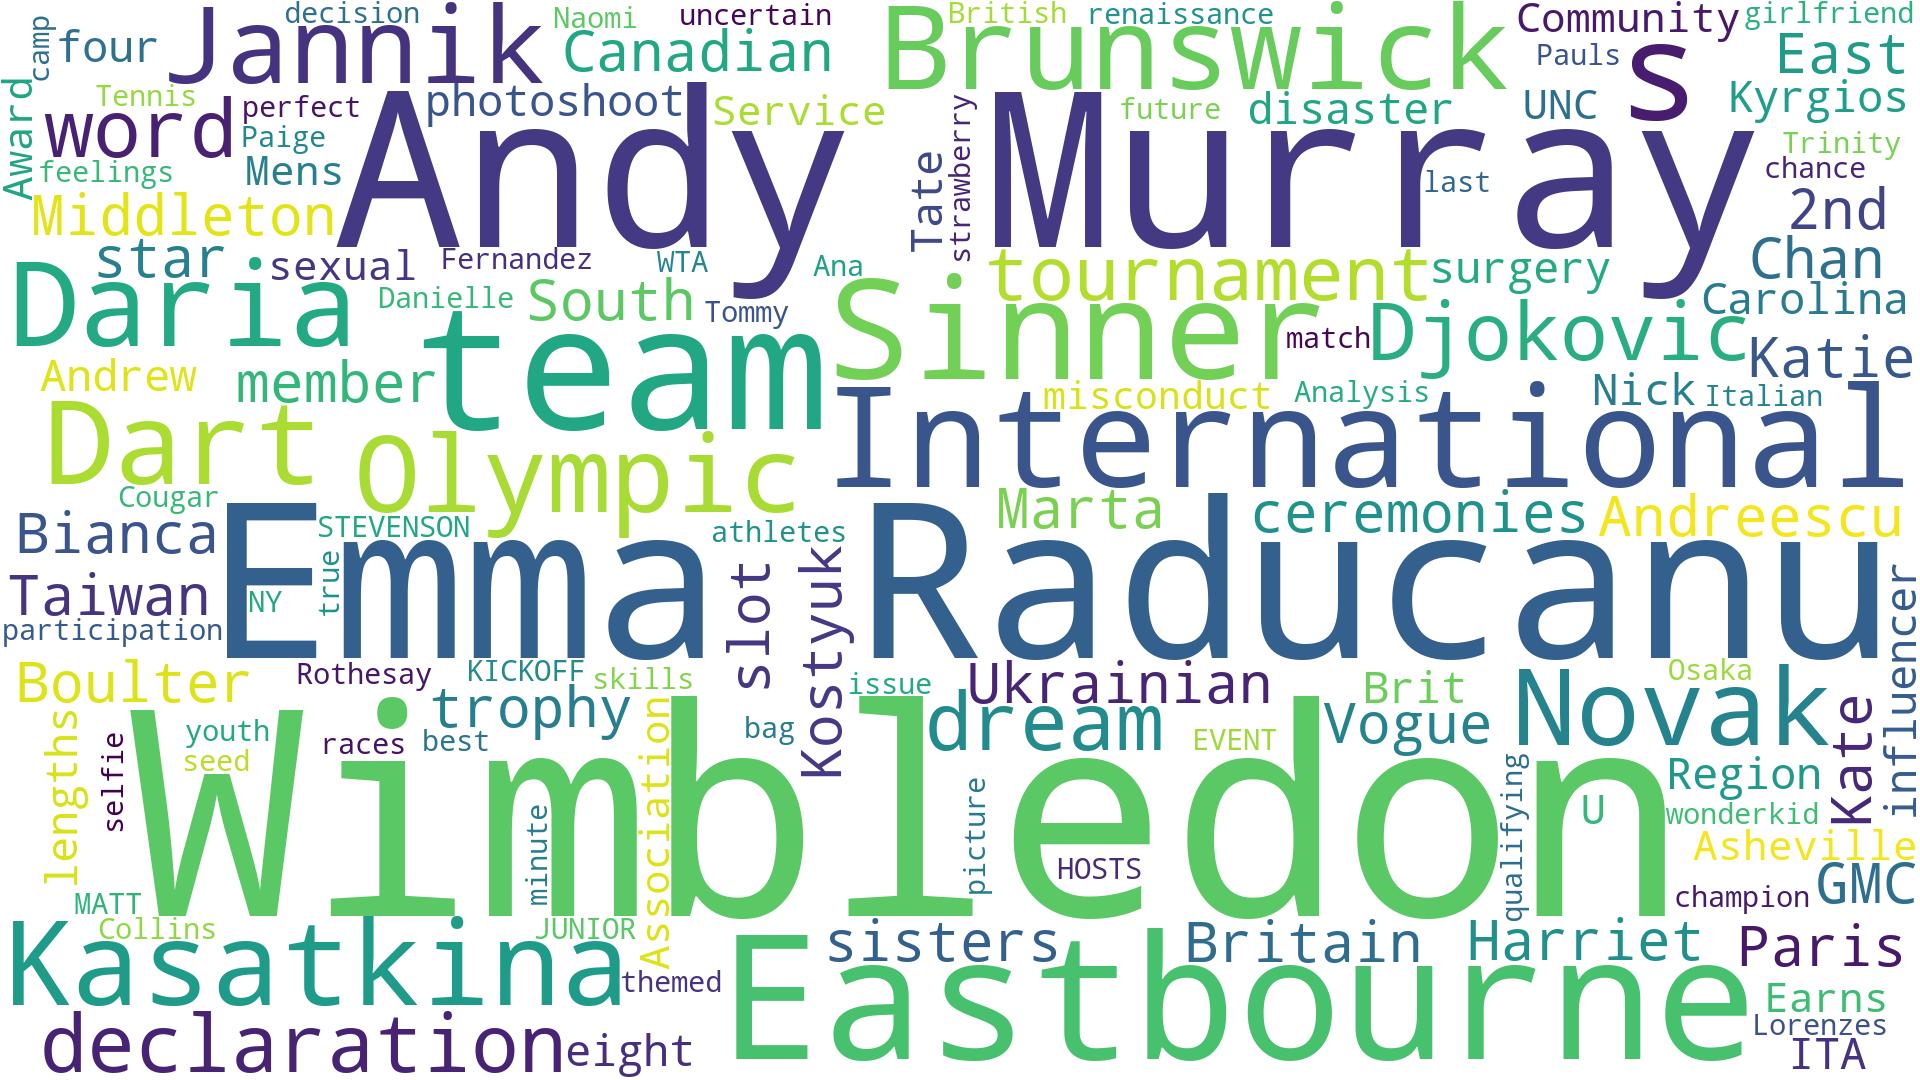 Jannik
decision
Naomi
uncertain
Brunswick
British
renaissance
Community
girlfriend
camp
four
Canadian
Pauls
s
East
Tennis
word
perfect
photoshoot
Service
future
disaster
UNC
Kyrgios
Award
feelings
Paige
Mens
Andy
Murray
Tate
strawberry
last
Trinity
chance
Middleton
2nd
star
sexual
Fernandez
WTA
Ana
tournament
surgery
Chan
Daria
Danielle
South
Tommy
Sinner
match
Djokovic
Carolina
Katie
Andrew
member
team
misconduct
Analysis
Nick
Italian
Dart
Olympic
International
Cougar
Bianca
STEVENSON
athletes
Marta
ceremonies
Andreescu
Taiwan
NY
true
Emma
slot
Kostyuk
Raducanu
participation
influencer
Boulter
Rothesay
KICKOFF
skills
issue
Ukrainian
Brit
Osaka
Novak
Kate
lengths
selfie
youth
seed
races
trophy
best
Association
bag
dream
EVENT
Vogue
Region
Wimbledon
minute
picture
HOSTS
qualifying
U
wonderkid
Asheville
MATT
Collins
JUNIOR
champion
GMC
Kasatkina
themed
sisters
Britain
Harriet
Paris
Eastbourne
declaration
eight
Earns
Lorenzes
ITA